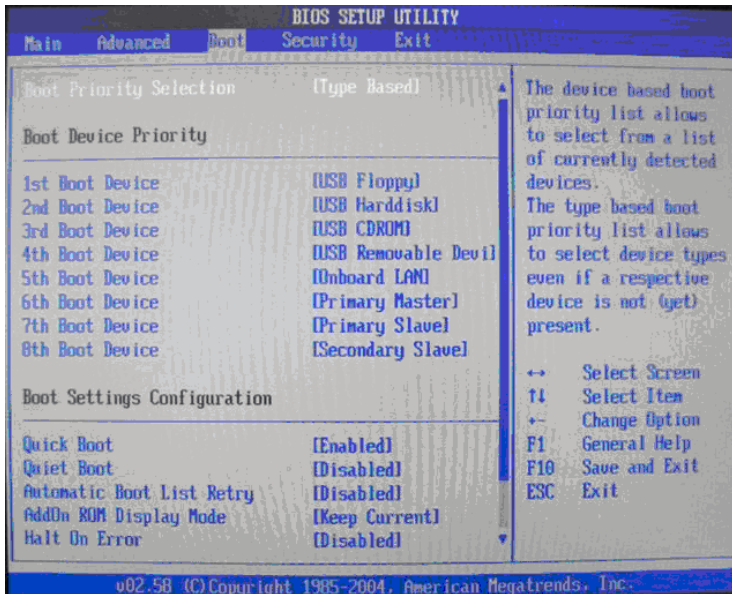 BIOS SETUP UTILITY
Main Advanced Boot Security Exit
Boot Priority Selection [Type Based]
Boot Device Priority
1st Boot Device [USB Floppy]
2nd Boot Device [USB Harddisk]
3rd Boot Device [USB CDROM]
4th Boot Device [USB Removable Devi]
5th Boot Device [Onboard LAN]
6th Boot Device [Primary Master]
7th Boot Device [Primary Slave]
8th Boot Device [Secondary Slave]
Boot Settings Configuration
Quick Boot [Enabled]
Quiet Boot [Disabled]
Automatic Boot List Retry [Disabled]
AddOn ROM Display Mode [Keep Current]
Halt On Error [Disabled]
The device based boot
priority list allows
to select from a list
of currently detected
devices.
The type based boot
priority list allows
to select device types
even if a respective
device is not (yet)
present.
↔ Select Screen
↑↓ Select Item
+- Change Option
F1 General Help
F10 Save and Exit
ESC Exit
v02.58 (C)Copyright 1985-2004, American Megatrends, Inc.